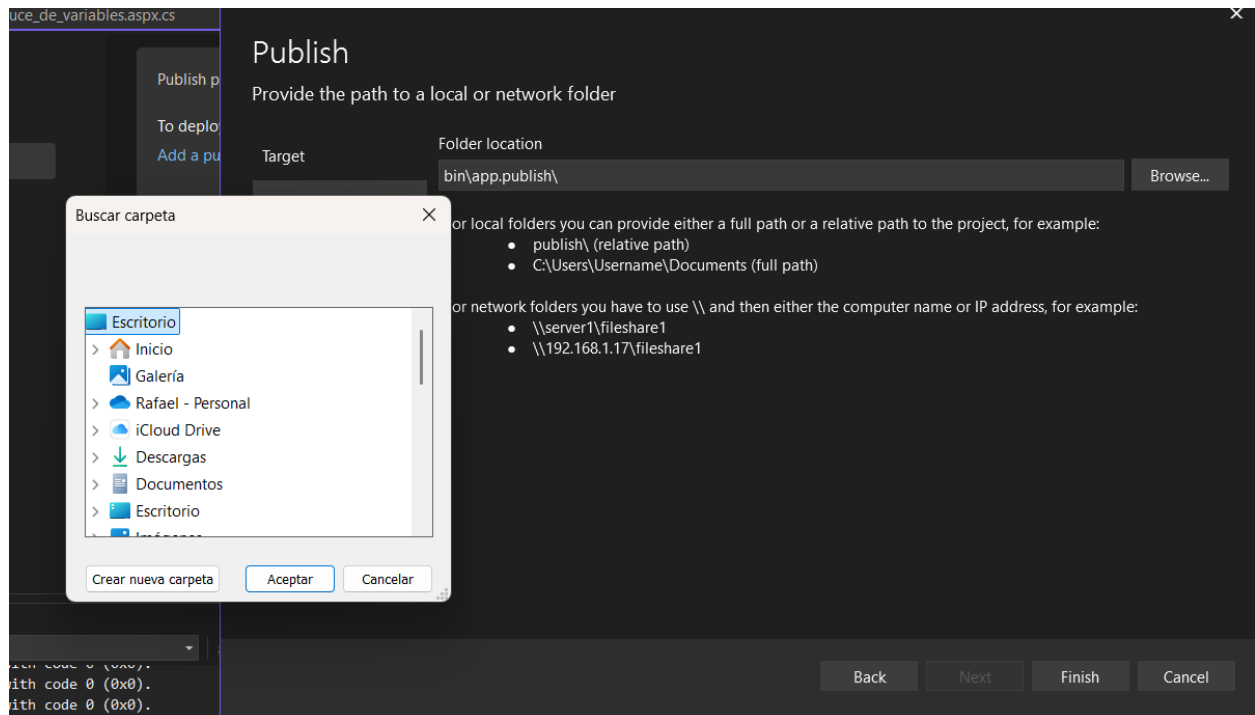 uce_de_variables.aspx.cs
Publish
Provide the path to a local or network folder
Publish p
To deploy
Add a pu
Target
Folder location
bin\app.publish\
Browse...
or local folders you can provide either a full path or a relative path to the project, for example:
• publish\ (relative path)
• C:\Users\Username\Documents (full path)
or network folders you have to use \\ and then either the computer name or IP address, for example:
• \\server1\fileshare1
• \\192.168.1.17\fileshare1
Buscar carpeta
Escritorio
Inicio
Galería
Rafael - Personal
iCloud Drive
Descargas
Documentos
Escritorio
Imágenes
Crear nueva carpeta
Aceptar
Cancelar
with code 0 (0x0).
with code 0 (0x0).
with code 0 (0x0).
Back
Next
Finish
Cancel